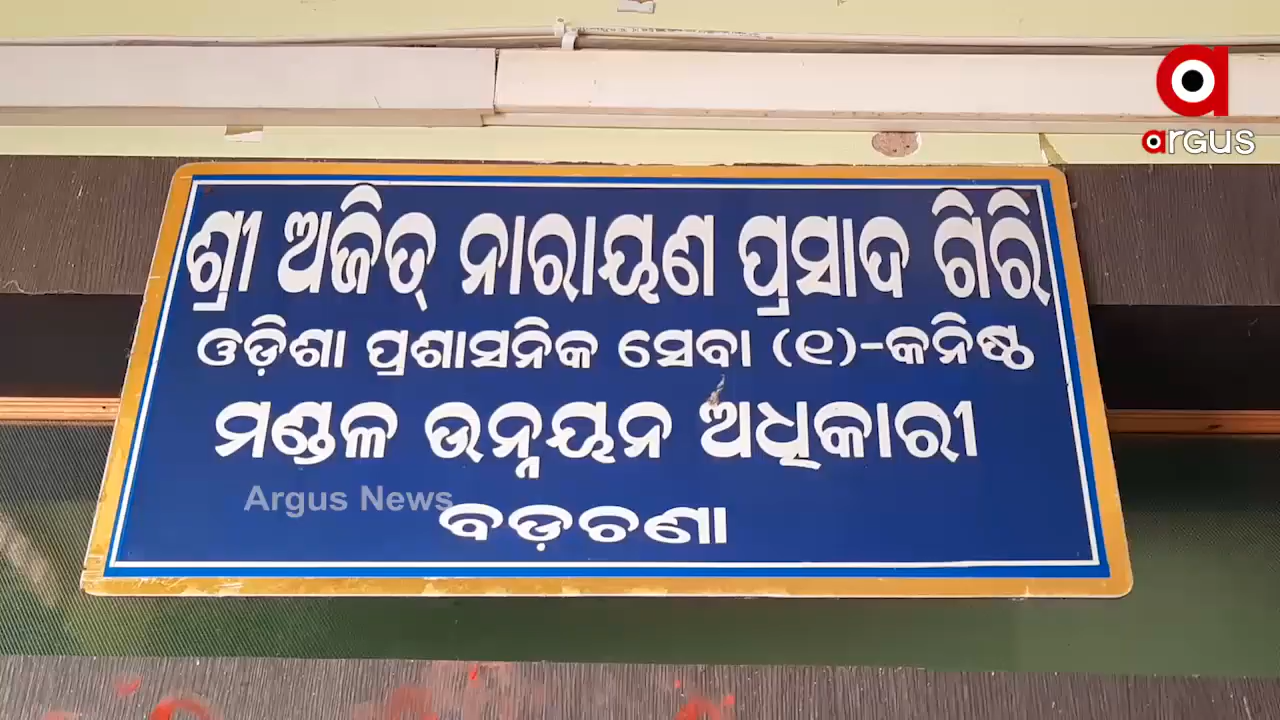 argus
ଶ୍ରୀ ଅଜିତ୍ ନାରାୟଣ ପ୍ରସାଦ ଗିରି
ଓଡ଼ିଶା ପ୍ରଶାସନିକ ସେବା (୧)-କନିଷ୍ଠ
ମଣ୍ଡଳ ଉନ୍ନୟନ ଅଧିକାରୀ
Argus News
ବଡ଼ଚଣା